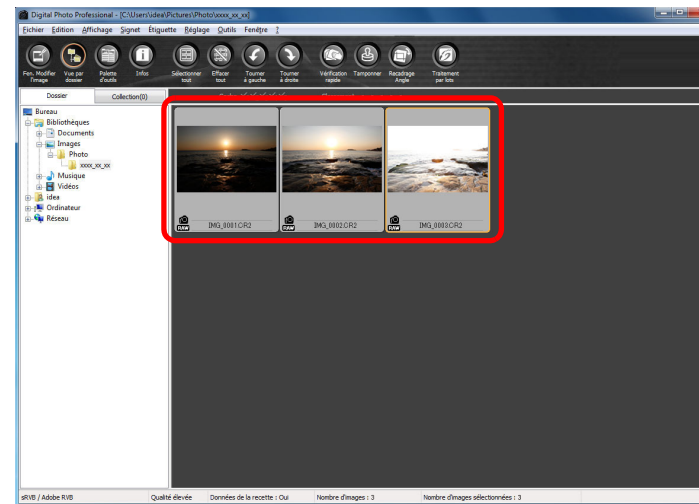 Digital Photo Professional - [C:\Users\idea\Pictures\Photo\xxxx_xx_xx]
Fichier Edition Affichage Signet Étiquette Réglage Outils Fenêtre ?
Fen. Modifier l'image
Vue par dossier
Palette d'outils
Infos
Sélectionner tout
Effacer tout
Tourner à gauche
Tourner à droite
Vérification rapide
Tamponner
Recadrage Angle
Traitement par lots
Dossier Collection(0)
Bureau
Bibliothèques
Documents
Images
Photo
xxxx_xx_xx
Musique
Vidéos
idea
Ordinateur
Réseau
RAW IMG_0001.CR2
RAW IMG_0002.CR2
RAW IMG_0003.CR2
sRVB / Adobe RVB Qualité élevée Données de la recette : Oui Nombre d'images : 3 Nombre d'images sélectionnées : 3